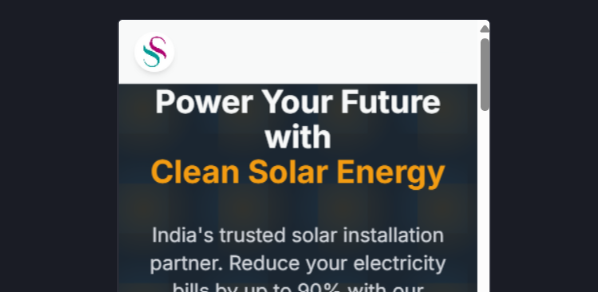 Power Your Future
with
Clean Solar Energy
India's trusted solar installation
partner. Reduce your electricity
bills by up to 90% with our